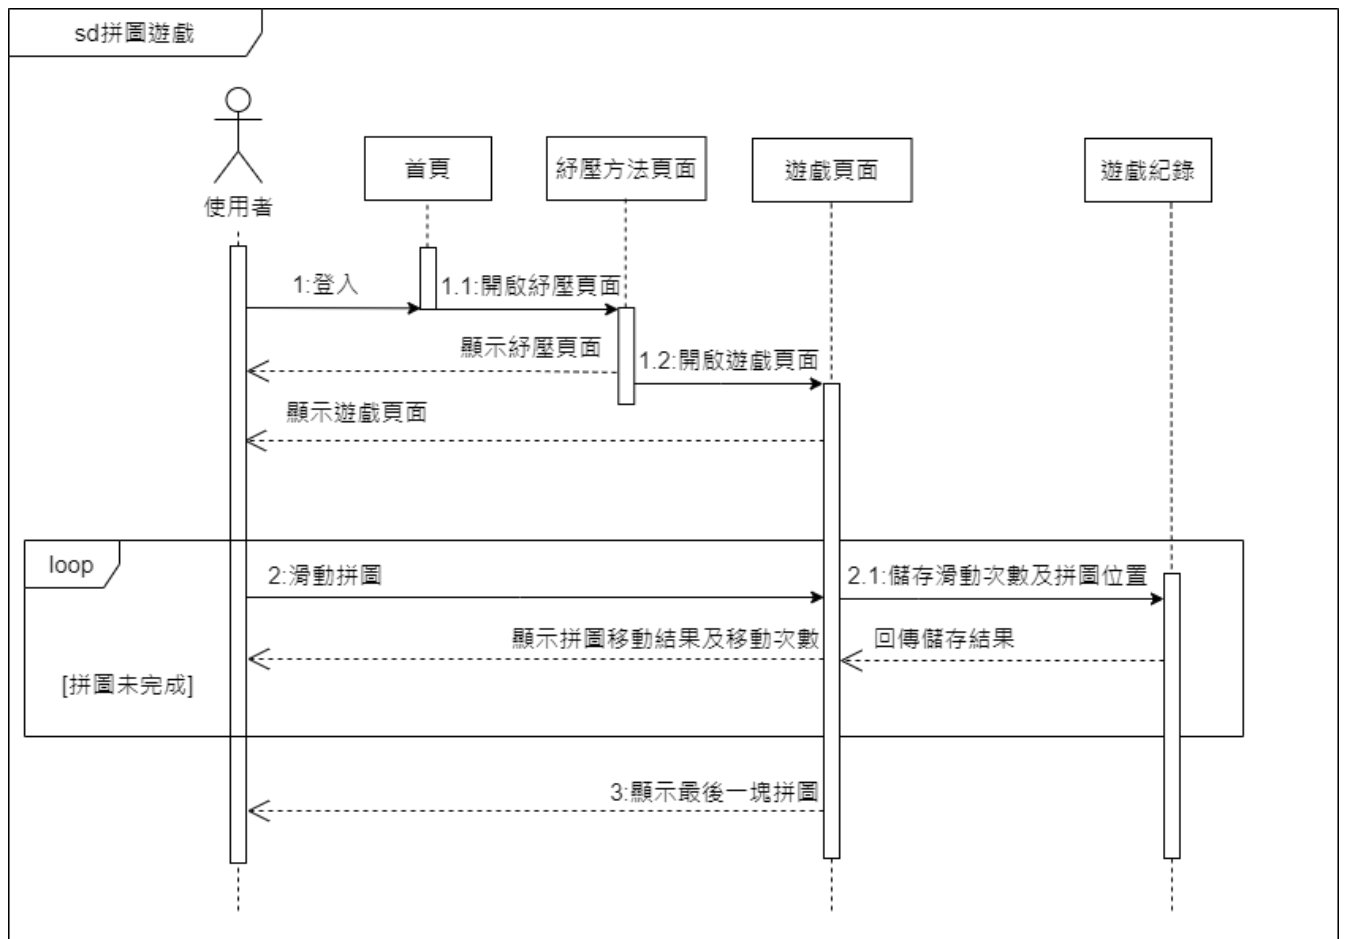 sd拼圖遊戲
使用者
首頁
紓壓方法頁面
遊戲頁面
遊戲紀錄
1:登入
1.1:開啟紓壓頁面
顯示紓壓頁面
1.2:開啟遊戲頁面
顯示遊戲頁面
loop
2:滑動拼圖
2.1:儲存滑動次數及拼圖位置
顯示拼圖移動結果及移動次數
回傳儲存結果
[拼圖未完成]
3:顯示最後一塊拼圖